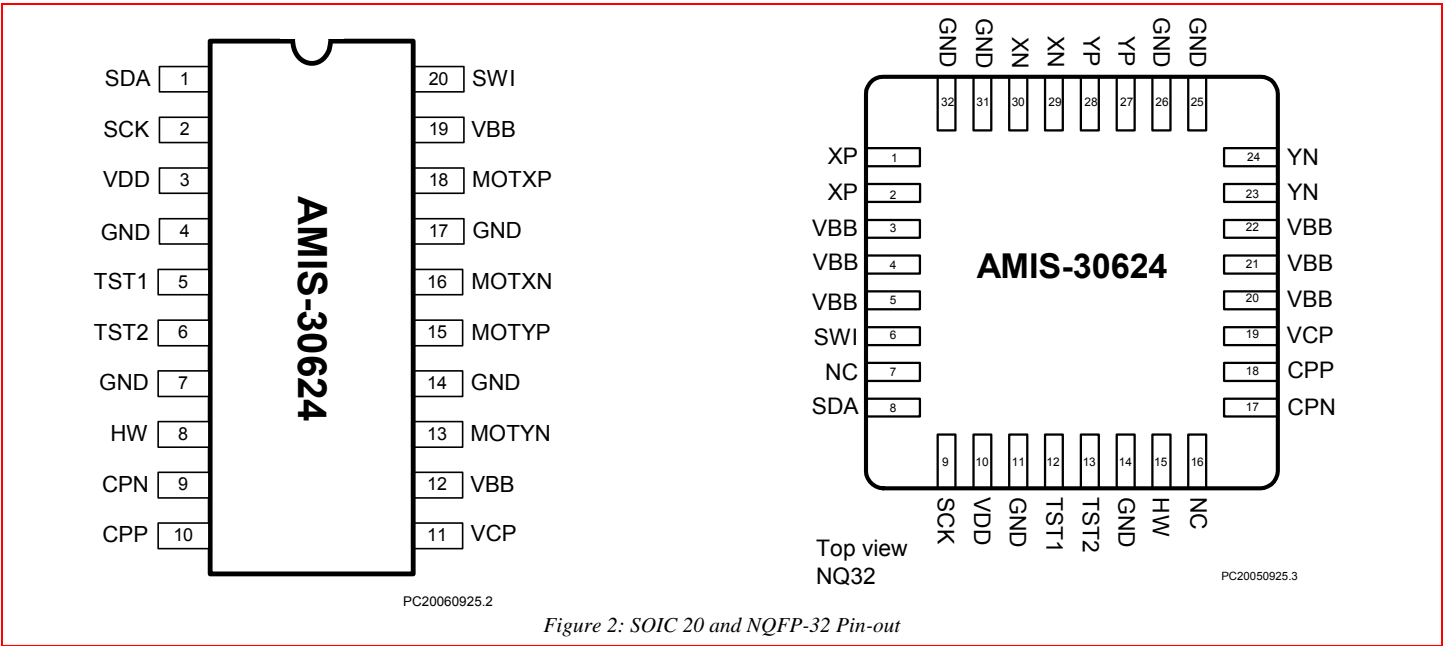 SDA 1
SCK 2
VDD 3
GND 4
TST1 5
TST2 6
GND 7
HW 8
CPN 9
CPP 10
AMIS-30624
20 SWI
19 VBB
18 MOTXP
17 GND
16 MOTXN
15 MOTYP
14 GND
13 MOTYN
12 VBB
11 VCP
PC20060925.2
GND GND XN XN YP YP GND GND
32 31 30 29 28 27 26 25
XP 1
XP 2
VBB 3
VBB 4
VBB 5
SWI 6
NC 7
SDA 8
AMIS-30624
24 YN
23 YN
22 VBB
21 VBB
20 VBB
19 VCP
18 CPP
17 CPN
9 10 11 12 13 14 15 16
SCK VDD GND TST1 TST2 GND HW NC
Top view
NQ32
PC20050925.3
Figure 2: SOIC 20 and NQFP-32 Pin-out